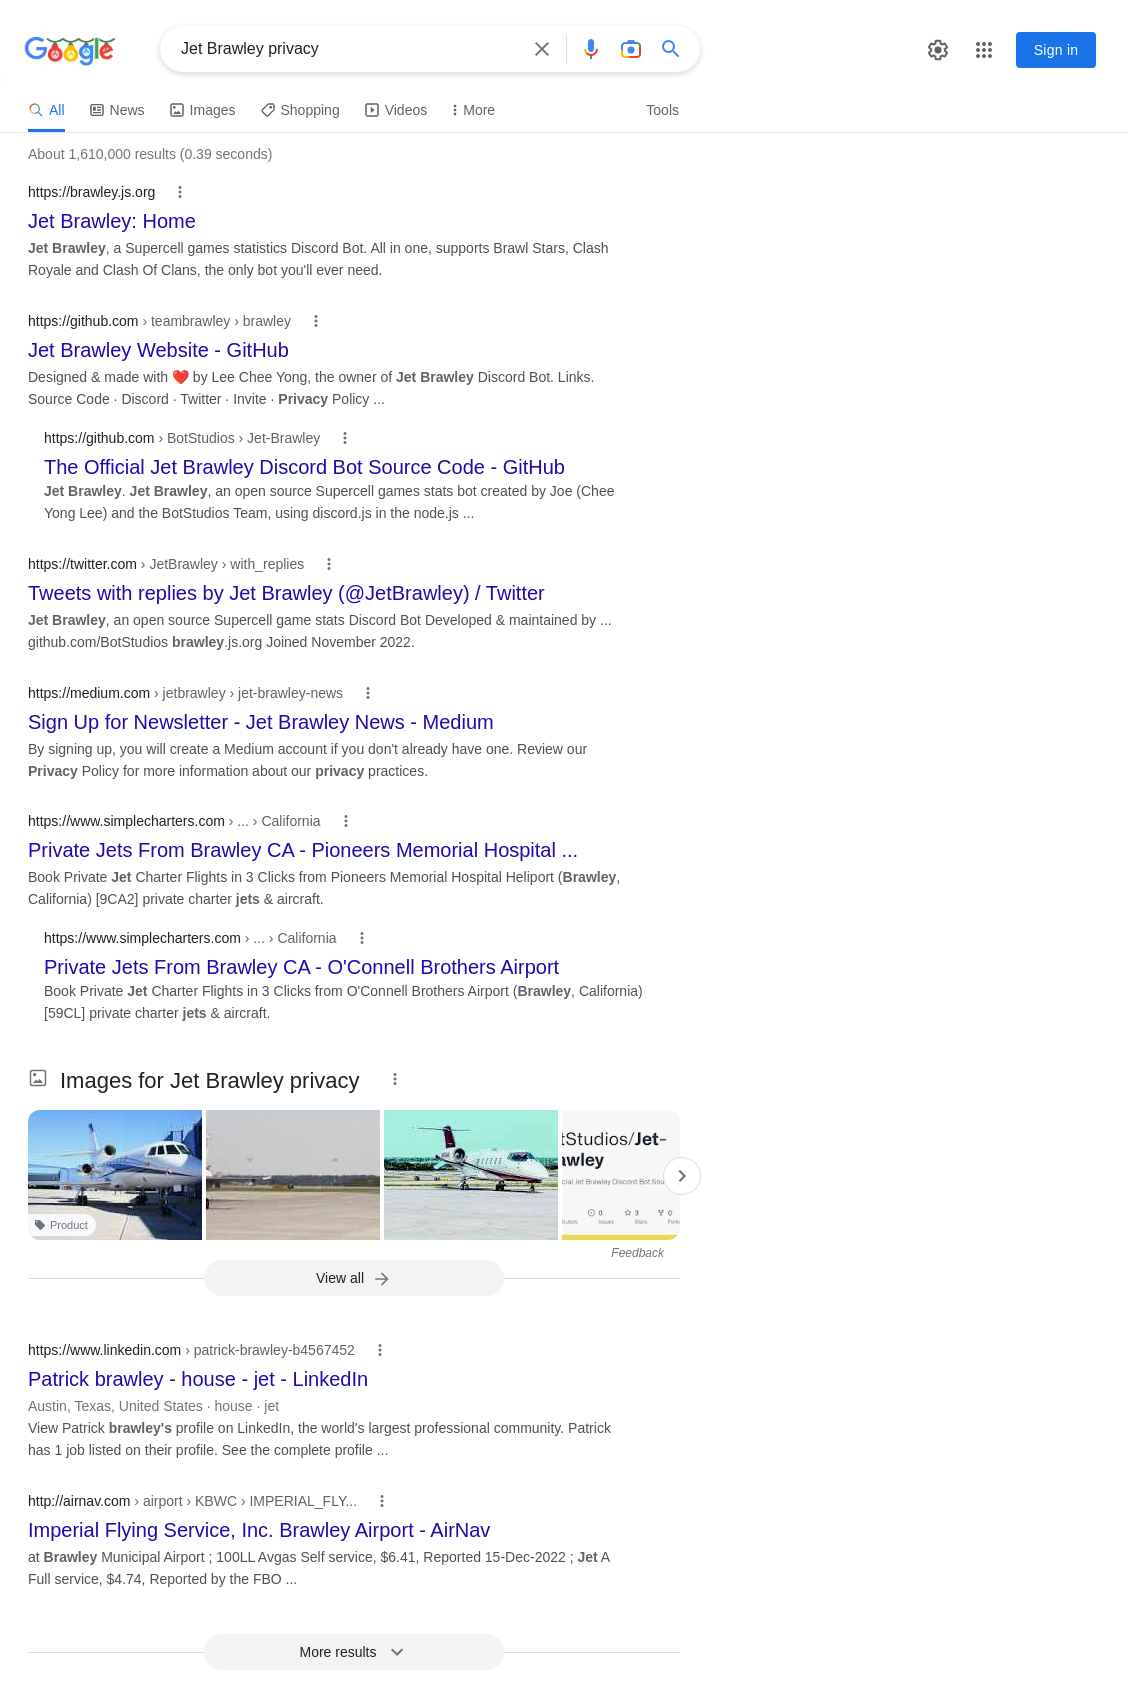 Google
Jet Brawley privacy
Sign in
All
News
Images
Shopping
Videos
More
Tools
About 1,610,000 results (0.39 seconds)
https://brawley.js.org
Jet Brawley: Home
Jet Brawley, a Supercell games statistics Discord Bot. All in one, supports Brawl Stars, Clash
Royale and Clash Of Clans, the only bot you'll ever need.
https://github.com › teambrawley › brawley
Jet Brawley Website - GitHub
Designed & made with ❤️ by Lee Chee Yong, the owner of Jet Brawley Discord Bot. Links.
Source Code · Discord · Twitter · Invite · Privacy Policy ...
https://github.com › BotStudios › Jet-Brawley
The Official Jet Brawley Discord Bot Source Code - GitHub
Jet Brawley. Jet Brawley, an open source Supercell games stats bot created by Joe (Chee
Yong Lee) and the BotStudios Team, using discord.js in the node.js ...
https://twitter.com › JetBrawley › with_replies
Tweets with replies by Jet Brawley (@JetBrawley) / Twitter
Jet Brawley, an open source Supercell game stats Discord Bot Developed & maintained by ...
github.com/BotStudios brawley.js.org Joined November 2022.
https://medium.com › jetbrawley › jet-brawley-news
Sign Up for Newsletter - Jet Brawley News - Medium
By signing up, you will create a Medium account if you don't already have one. Review our
Privacy Policy for more information about our privacy practices.
https://www.simplecharters.com › ... › California
Private Jets From Brawley CA - Pioneers Memorial Hospital ...
Book Private Jet Charter Flights in 3 Clicks from Pioneers Memorial Hospital Heliport (Brawley,
California) [9CA2] private charter jets & aircraft.
https://www.simplecharters.com › ... › California
Private Jets From Brawley CA - O'Connell Brothers Airport
Book Private Jet Charter Flights in 3 Clicks from O'Connell Brothers Airport (Brawley, California)
[59CL] private charter jets & aircraft.
Images for Jet Brawley privacy
tStudios/Jet-
awley
cial Jet Brawley Discord Bot Sou
0
3
0
Issues
Stars
Product
Feedback
View all
https://www.linkedin.com › patrick-brawley-b4567452
Patrick brawley - house - jet - LinkedIn
Austin, Texas, United States · house · jet
View Patrick brawley's profile on LinkedIn, the world's largest professional community. Patrick
has 1 job listed on their profile. See the complete profile ...
http://airnav.com › airport › KBWC › IMPERIAL_FLY...
Imperial Flying Service, Inc. Brawley Airport - AirNav
at Brawley Municipal Airport ; 100LL Avgas Self service, $6.41, Reported 15-Dec-2022 ; Jet A
Full service, $4.74, Reported by the FBO ...
More results